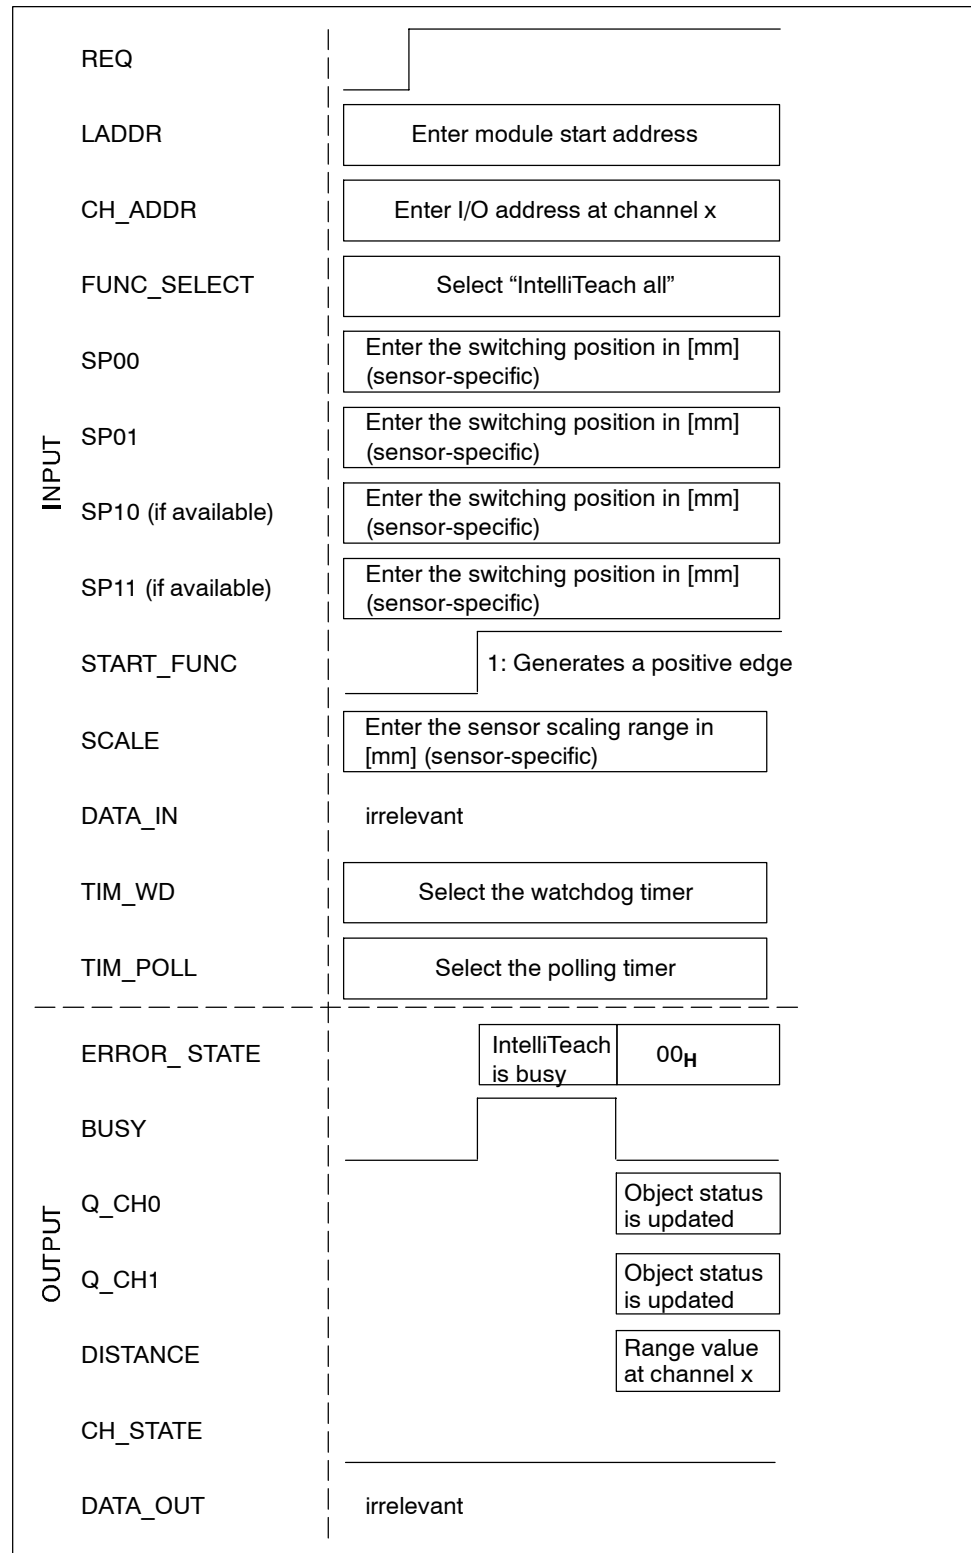 REQ
LADDR
Enter module start address
CH_ADDR
Enter I/O address at channel x
FUNC_SELECT
Select “IntelliTeach all”
SP00
Enter the switching position in [mm]
(sensor-specific)
INPUT
SP01
Enter the switching position in [mm]
(sensor-specific)
SP10 (if available)
Enter the switching position in [mm]
(sensor-specific)
SP11 (if available)
Enter the switching position in [mm]
(sensor-specific)
START_FUNC
1: Generates a positive edge
SCALE
Enter the sensor scaling range in
[mm] (sensor-specific)
DATA_IN
irrelevant
TIM_WD
Select the watchdog timer
TIM_POLL
Select the polling timer
ERROR_ STATE
IntelliTeach
is busy
00H
BUSY
OUTPUT
Q_CH0
Object status
is updated
Q_CH1
Object status
is updated
DISTANCE
Range value
at channel x
CH_STATE
DATA_OUT
irrelevant